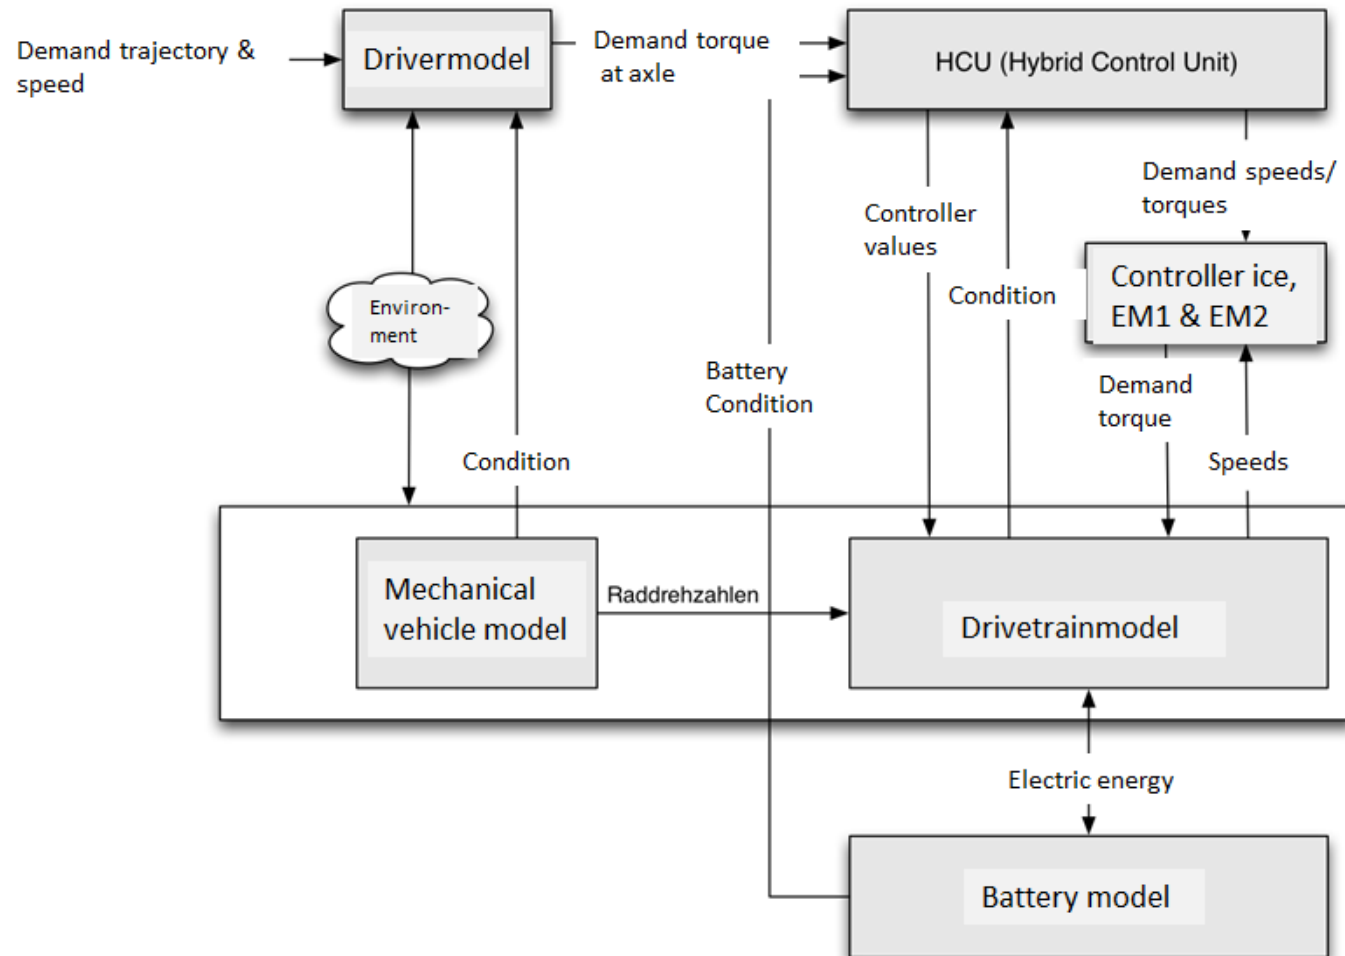 Demand trajectory &
speed
Drivermodel
Demand torque
at axle
HCU (Hybrid Control Unit)
Demand speeds/
torques
Controller
values
Condition
Controller ice,
EM1 & EM2
Environ-
ment
Battery
Condition
Demand
torque
Condition
Speeds
Mechanical
vehicle model
Raddrehzahlen
Drivetrainmodel
Electric energy
Battery model